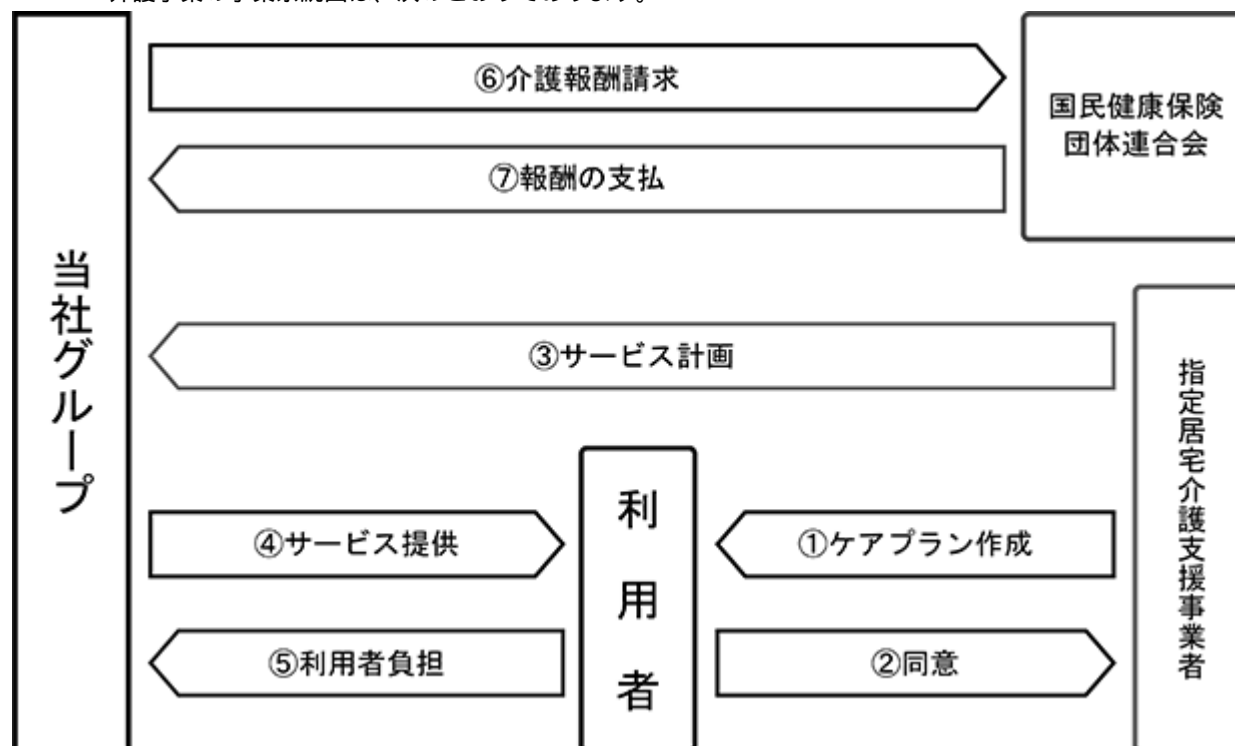 介護事業の事業系統図は、次のとおりであります。
⑥介護報酬請求
国民健康保険
団体連合会
⑦報酬の支払
当社グループ
③サービス計画
指定居宅介護支援事業者
利用者
④サービス提供
①ケアプラン作成
⑤利用者負担
②同意